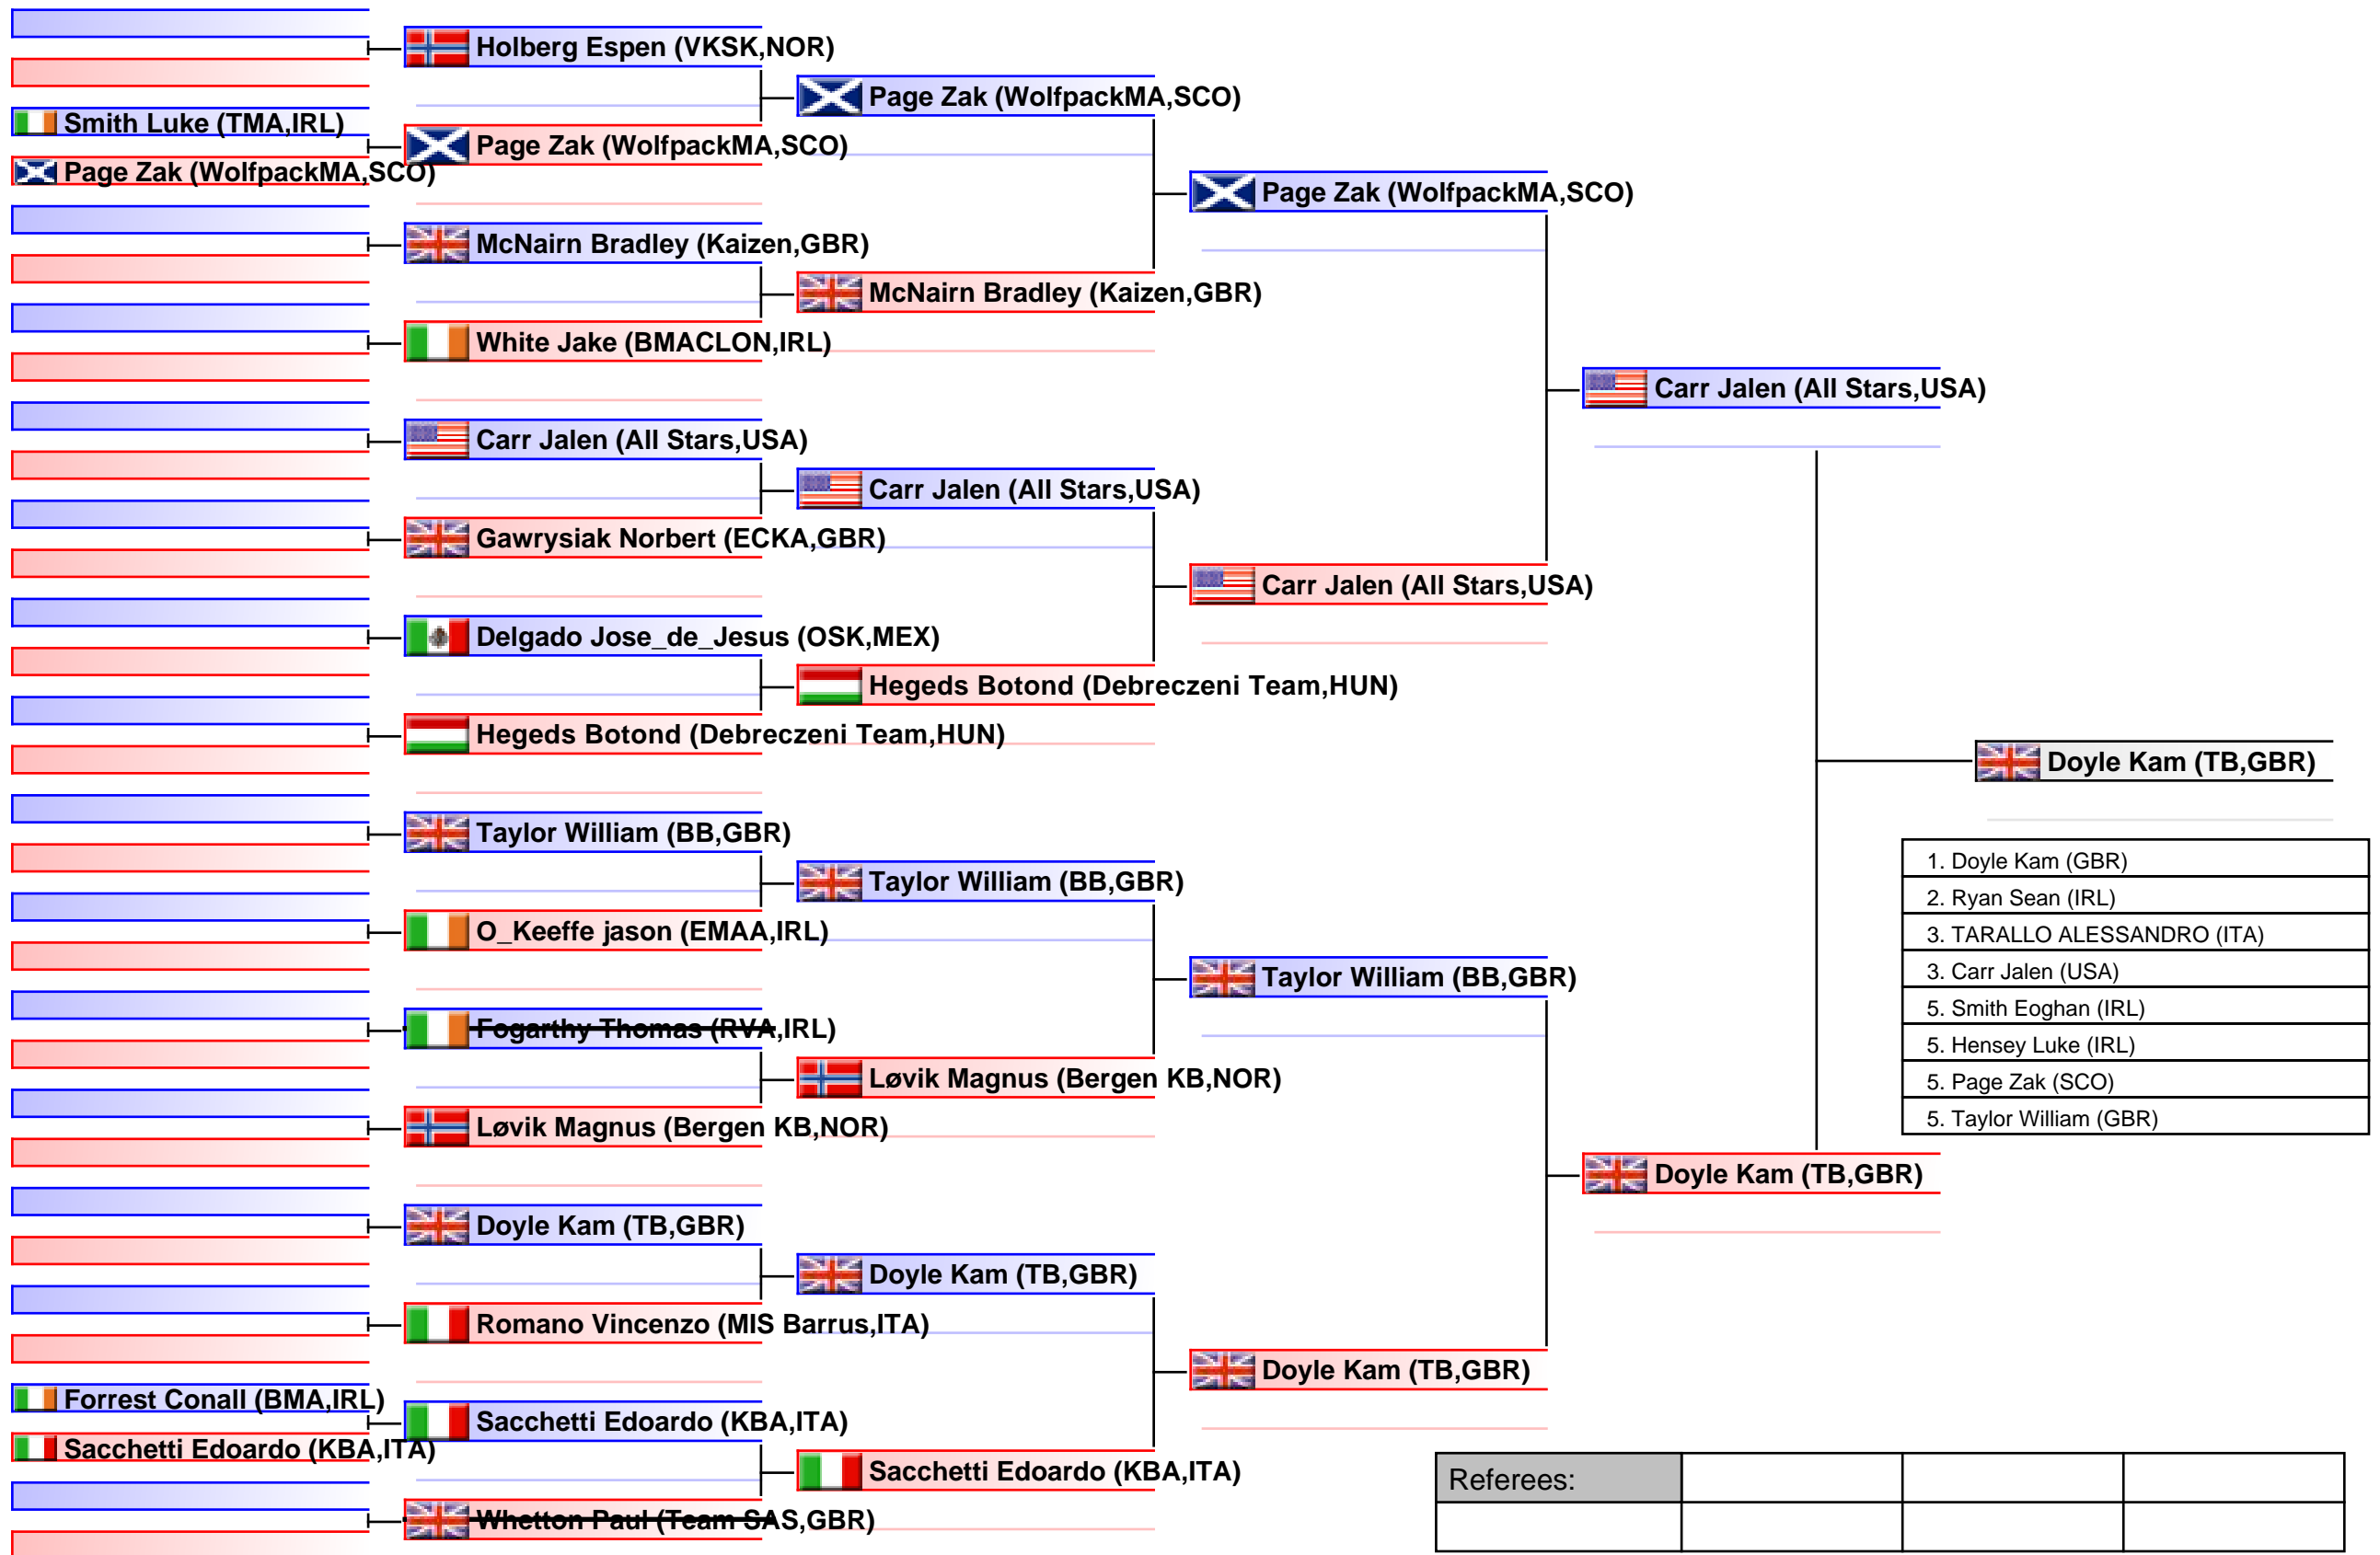 Smith Luke (TMA,IRL)
Page Zak (WolfpackMA,SCO)
Forrest Conall (BMA,IRL)
Sacchetti Edoardo (KBA,ITA)
Holberg Espen (VKSK,NOR)
Page Zak (WolfpackMA,SCO)
McNairn Bradley (Kaizen,GBR)
White Jake (BMACLON,IRL)
Carr Jalen (All Stars,USA)
Gawrysiak Norbert (ECKA,GBR)
Delgado Jose_de_Jesus (OSK,MEX)
Hegeds Botond (Debreczeni Team,HUN)
Taylor William (BB,GBR)
O_Keeffe jason (EMAA,IRL)
Fogarthy Thomas (RVA,IRL)
Løvik Magnus (Bergen KB,NOR)
Doyle Kam (TB,GBR)
Romano Vincenzo (MIS Barrus,ITA)
Sacchetti Edoardo (KBA,ITA)
Whetton Paul (Team SAS,GBR)
Page Zak (WolfpackMA,SCO)
McNairn Bradley (Kaizen,GBR)
Carr Jalen (All Stars,USA)
Hegeds Botond (Debreczeni Team,HUN)
Taylor William (BB,GBR)
Løvik Magnus (Bergen KB,NOR)
Doyle Kam (TB,GBR)
Sacchetti Edoardo (KBA,ITA)
Page Zak (WolfpackMA,SCO)
Carr Jalen (All Stars,USA)
Taylor William (BB,GBR)
Doyle Kam (TB,GBR)
Carr Jalen (All Stars,USA)
Doyle Kam (TB,GBR)
Doyle Kam (TB,GBR)
1. Doyle Kam (GBR)
2. Ryan Sean (IRL)
3. TARALLO ALESSANDRO (ITA)
3. Carr Jalen (USA)
5. Smith Eoghan (IRL)
5. Hensey Luke (IRL)
5. Page Zak (SCO)
5. Taylor William (GBR)
Referees: